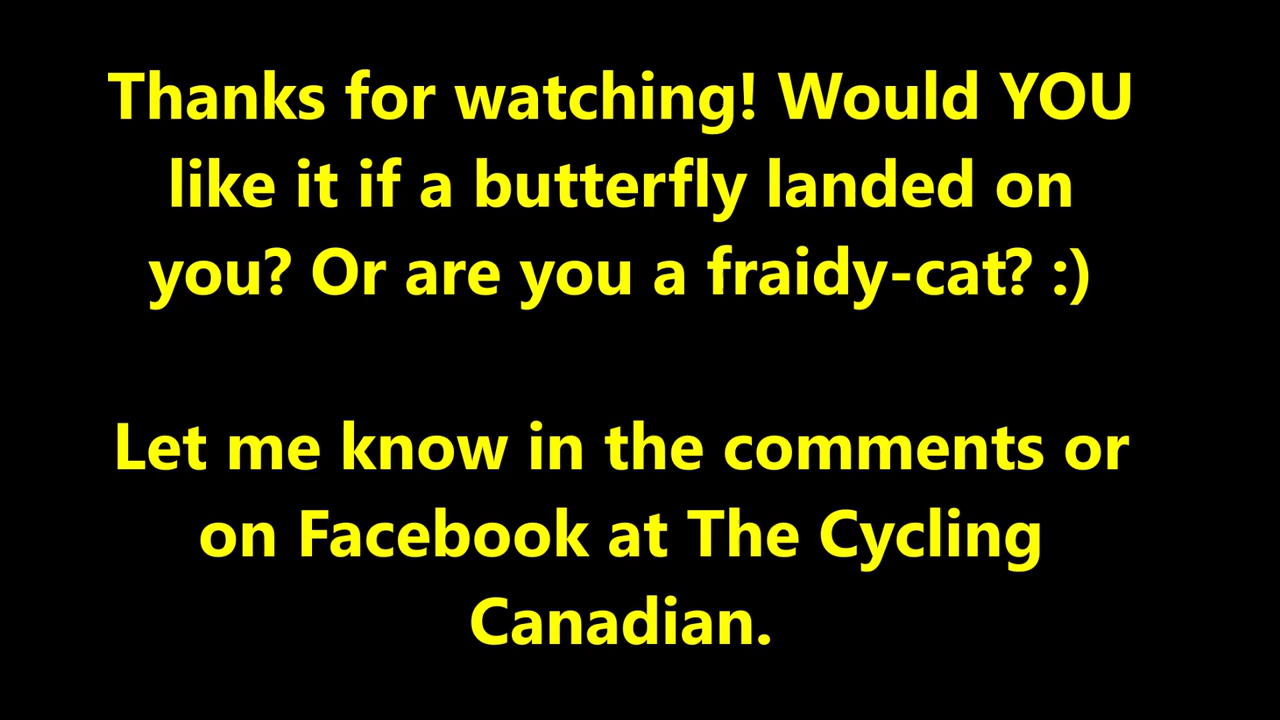 Thanks for watching! Would YOU
like it if a butterfly landed on
you? Or are you a fraidy-cat? :)
Let me know in the comments or
on Facebook at The Cycling
Canadian.